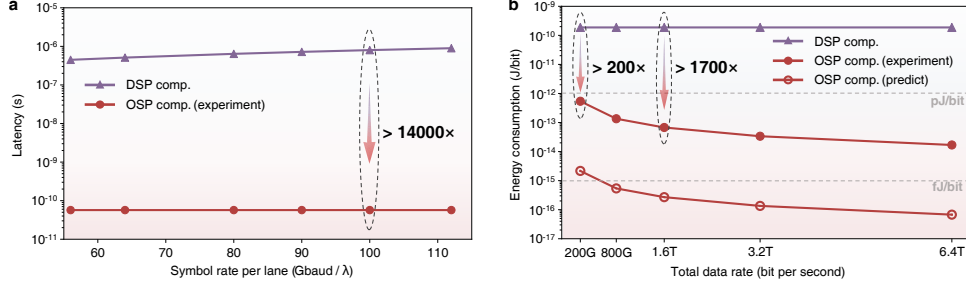 a
Latency (s)
10⁻⁵
10⁻⁶
10⁻⁷
10⁻⁸
10⁻⁹
10⁻¹⁰
10⁻¹¹
DSP comp.
OSP comp. (experiment)
> 14000×
60 70 80 90 100 110
Symbol rate per lane (Gbaud / λ)
b
Energy consumption (J/bit)
10⁻⁹
10⁻¹⁰
10⁻¹¹
10⁻¹²
10⁻¹³
10⁻¹⁴
10⁻¹⁵
10⁻¹⁶
10⁻¹⁷
> 200×
> 1700×
DSP comp.
OSP comp. (experiment)
OSP comp. (predict)
pJ/bit
fJ/bit
200G 800G 1.6T 3.2T 6.4T
Total data rate (bit per second)